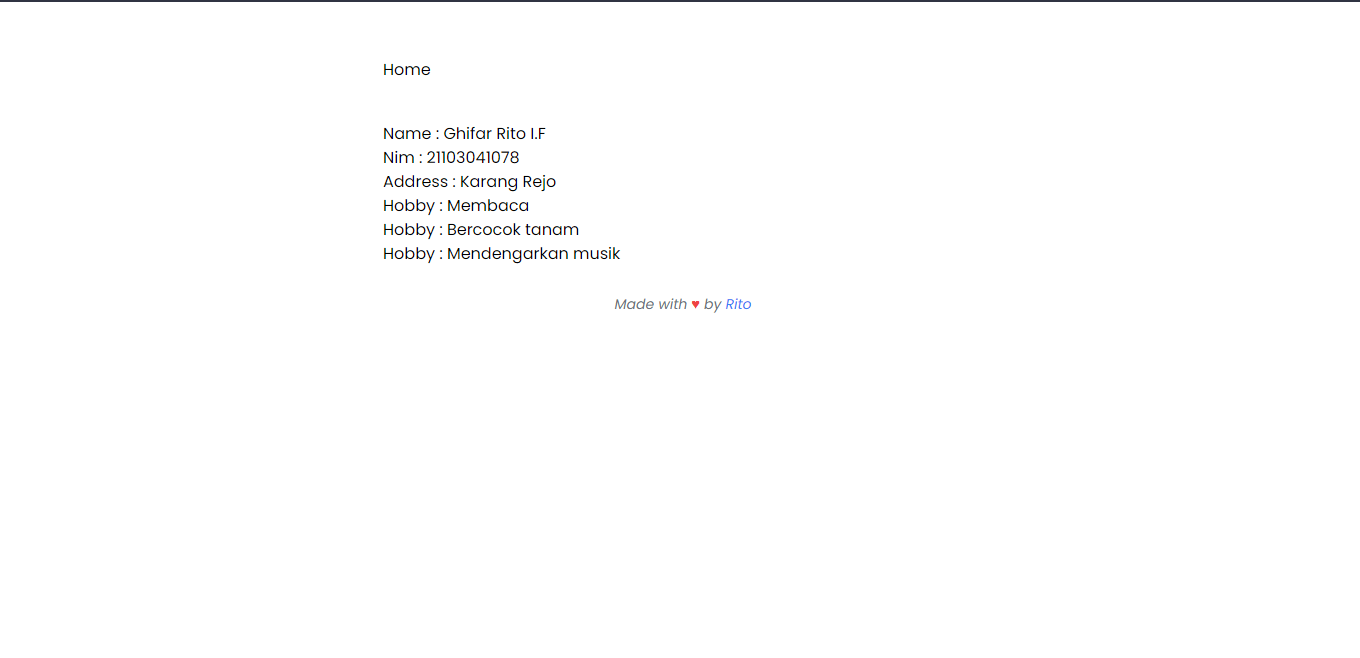 Home
Name : Ghifar Rito I.F
Nim : 21103041078
Address : Karang Rejo
Hobby : Membaca
Hobby : Bercocok tanam
Hobby : Mendengarkan musik
Made with ♥ by Rito